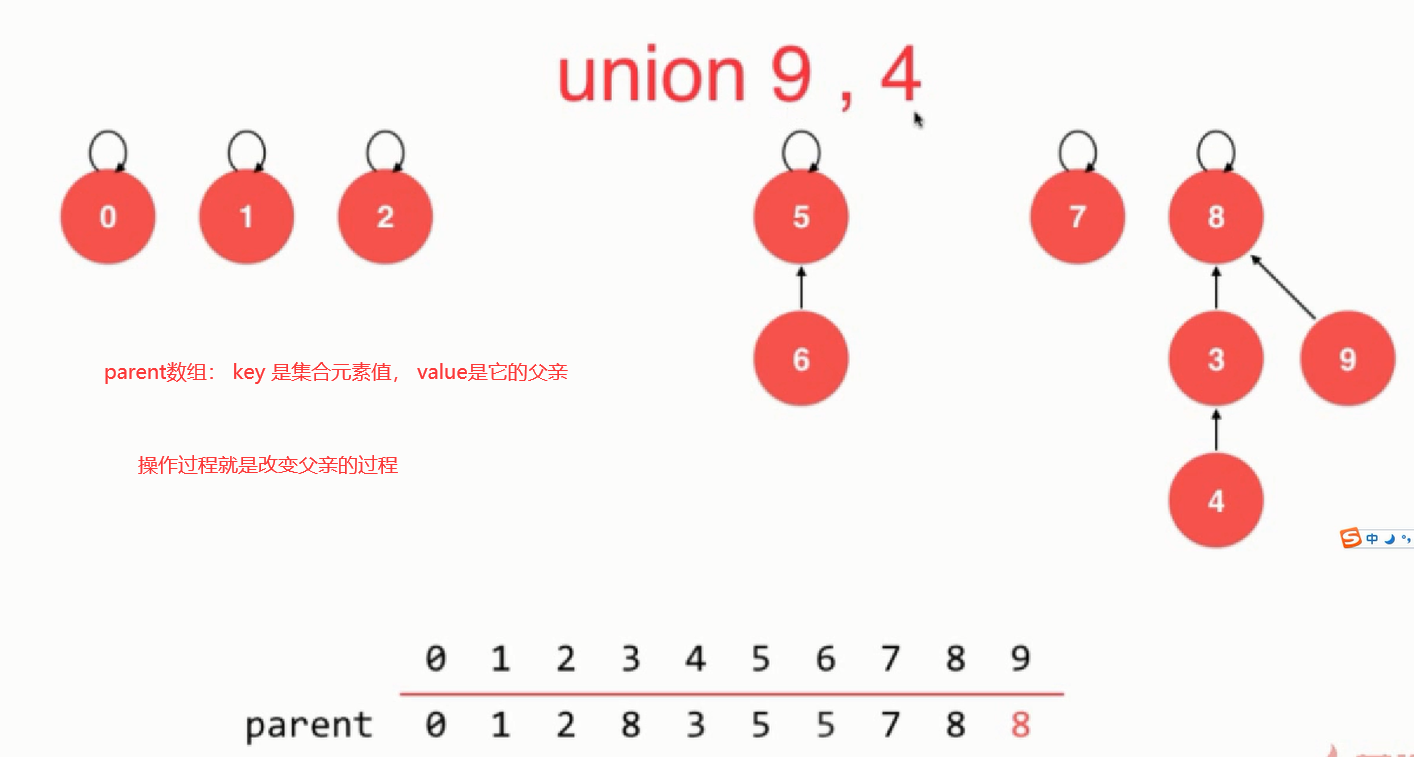 union 9 , 4
0 1 2 5 7 8
6 3 9
parent数组： key 是集合元素值， value是它的父亲
操作过程就是改变父亲的过程
4
中
0 1 2 3 4 5 6 7 8 9
parent 0 1 2 8 3 5 5 7 8 8